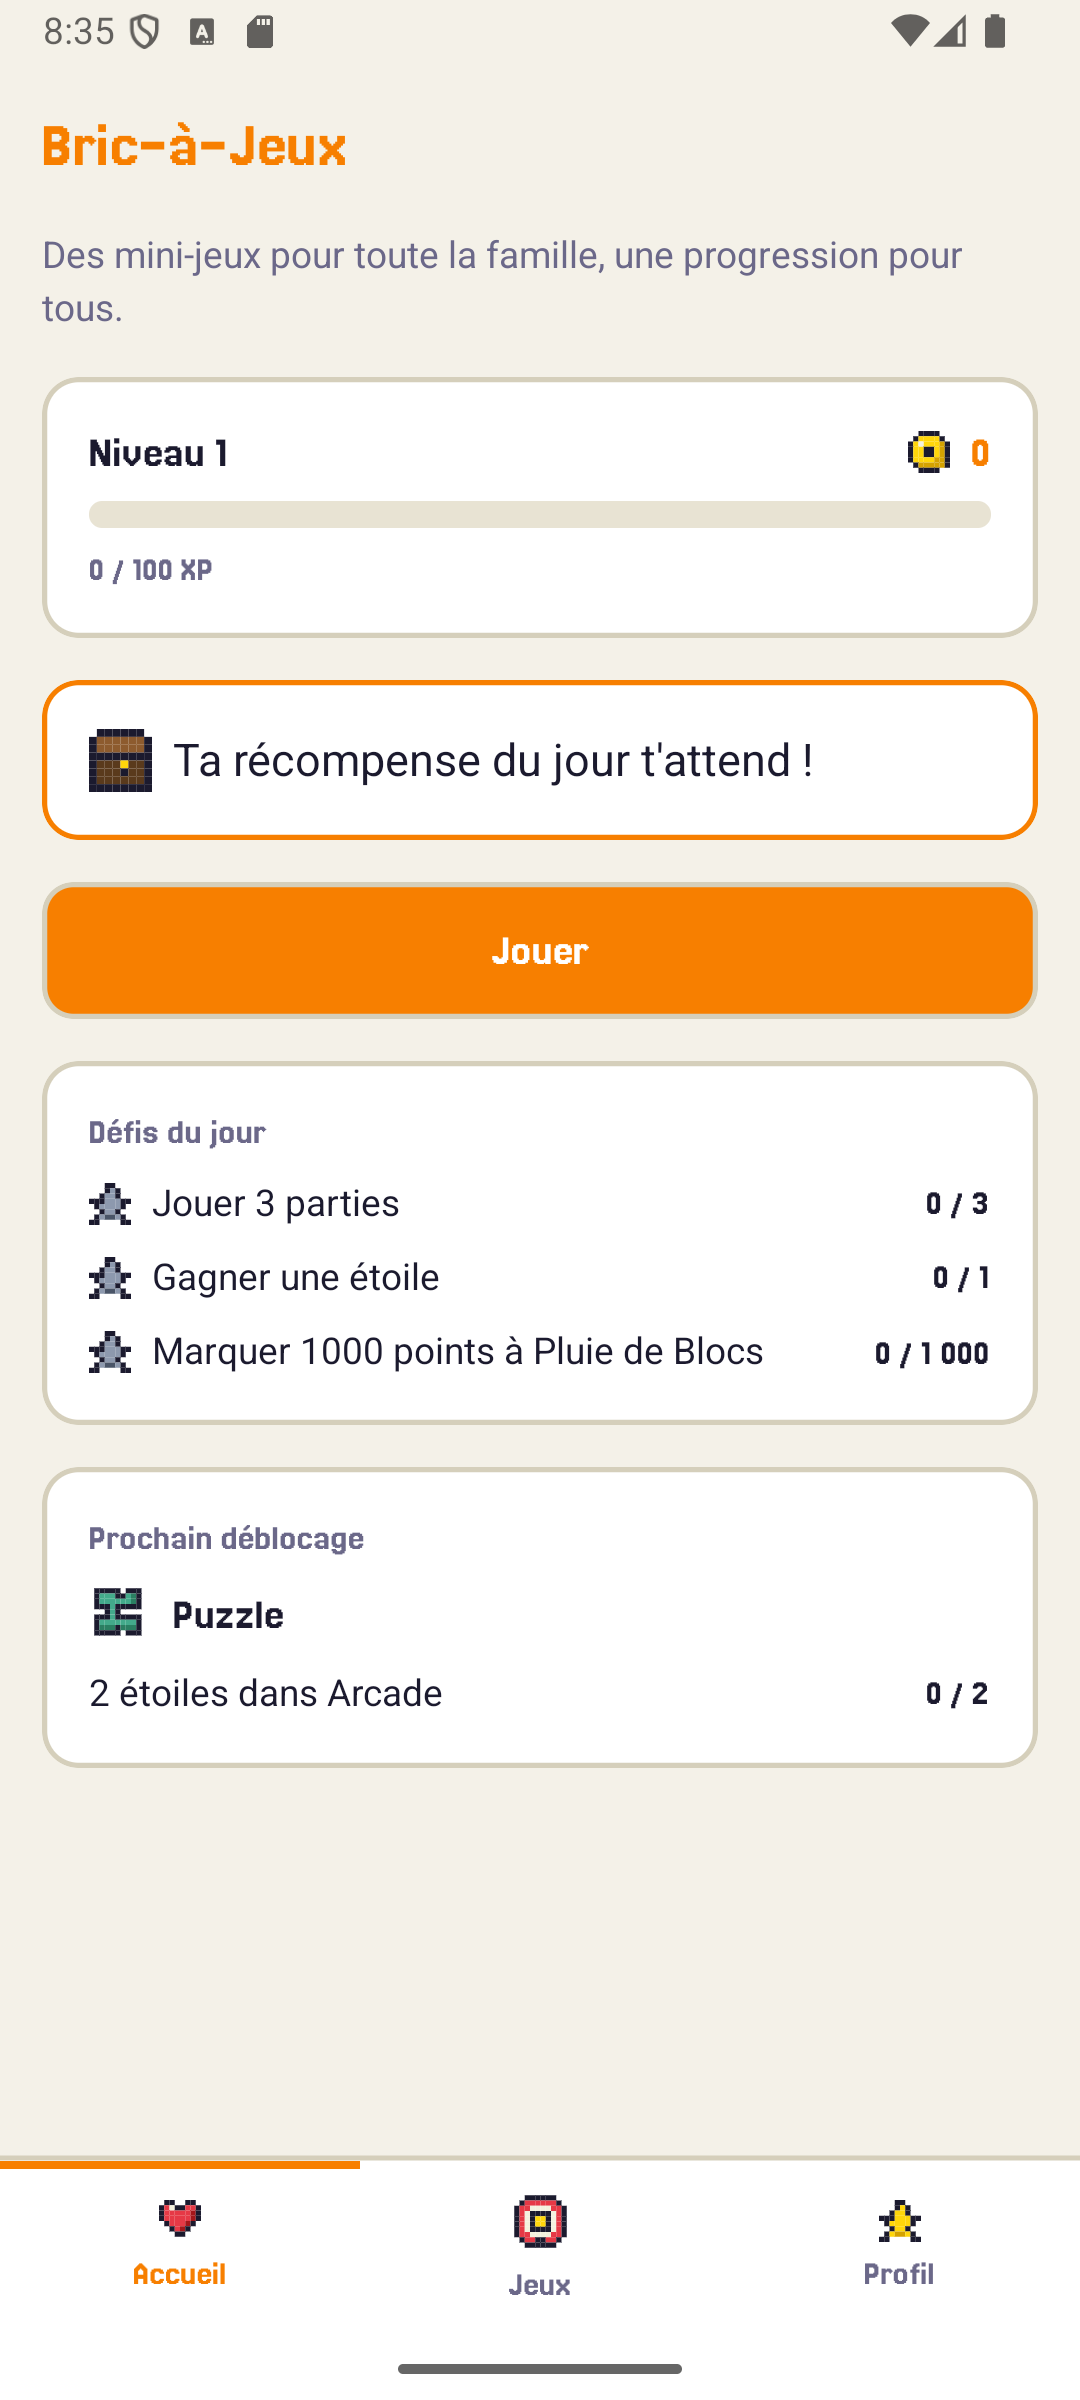 8:35
Bric-à-Jeux
Des mini-jeux pour toute la famille, une progression pour
tous.
Niveau 1
0
0 / 100 XP
Ta récompense du jour t'attend !
Jouer
Défis du jour
Jouer 3 parties
0 / 3
Gagner une étoile
0 / 1
Marquer 1000 points à Pluie de Blocs
0 / 1 000
Prochain déblocage
Puzzle
2 étoiles dans Arcade
0 / 2
Accueil
Jeux
Profil